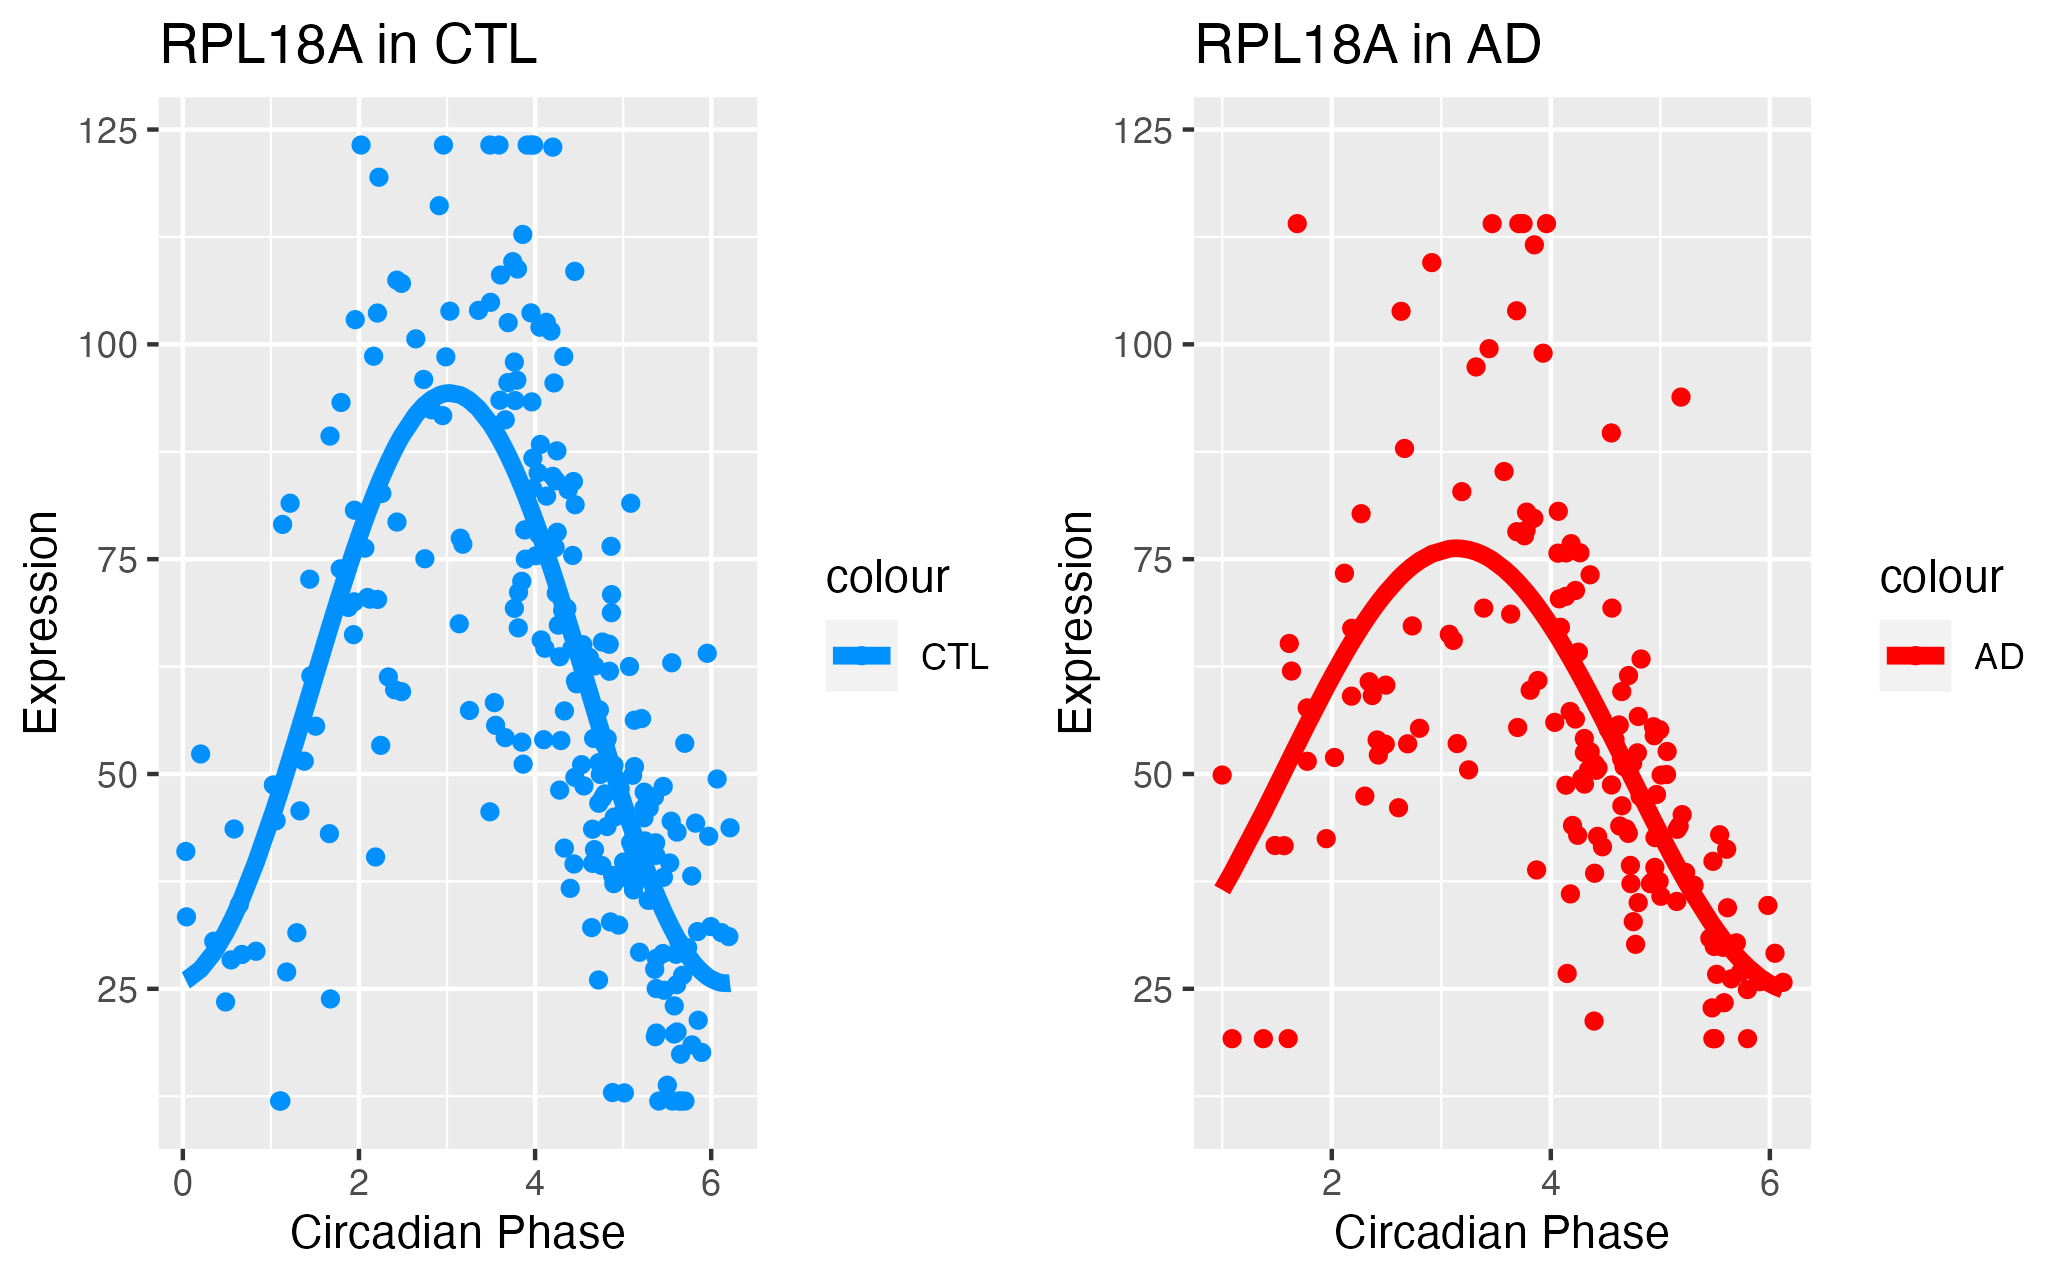 RPL18A in CTL
125
100
75
50
25
Expression
0 2 4 6
Circadian Phase
colour
CTL
RPL18A in AD
125
100
75
50
25
Expression
2 4 6
Circadian Phase
colour
AD